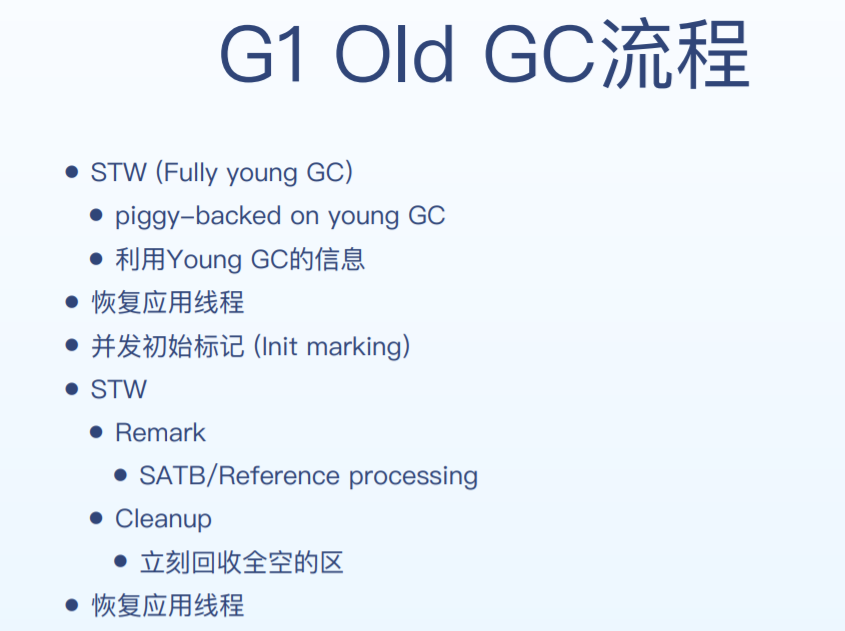 G1 Old GC流程
● STW (Fully young GC)
● piggy-backed on young GC
● 利用Young GC的信息
● 恢复应用线程
● 并发初始标记 (Init marking)
● STW
● Remark
● SATB/Reference processing
● Cleanup
● 立刻回收全空的区
● 恢复应用线程